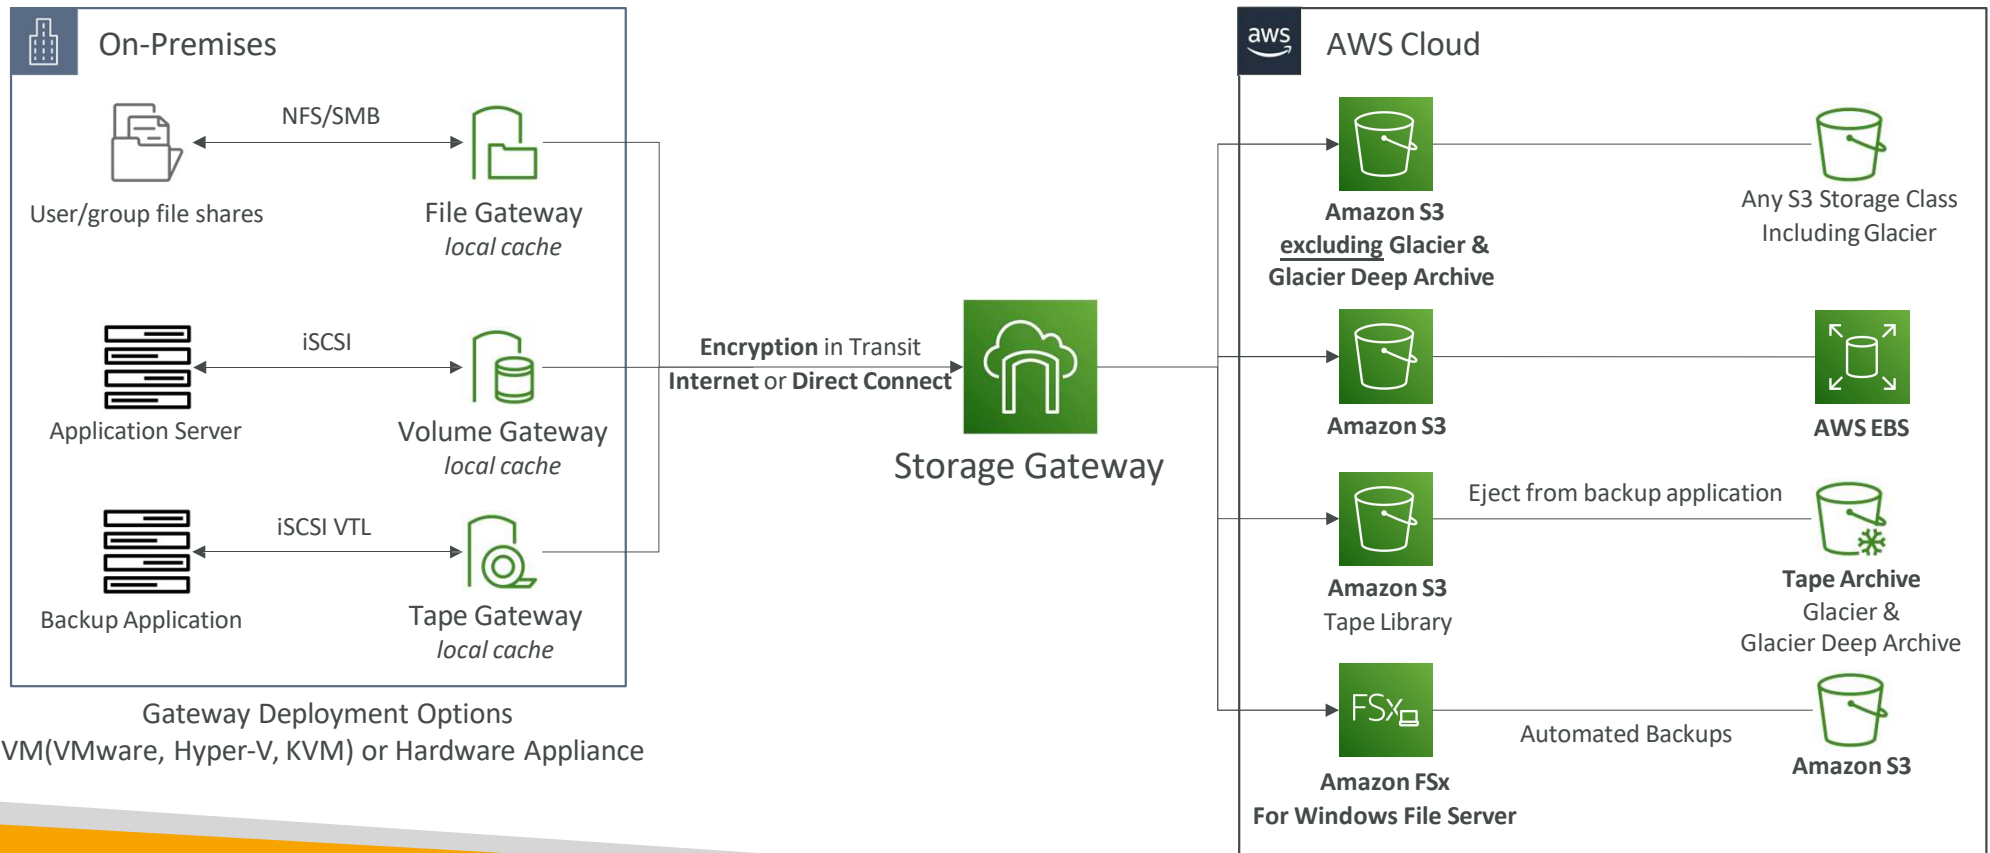 On-Premises
NFS/SMB
User/group file shares
File Gateway
local cache
iSCSI
Application Server
Volume Gateway
local cache
iSCSI VTL
Backup Application
Tape Gateway
local cache
Gateway Deployment Options
VM(VMware, Hyper-V, KVM) or Hardware Appliance
Encryption in Transit
Internet or Direct Connect
Storage Gateway
aws
AWS Cloud
Amazon S3
excluding Glacier &
Glacier Deep Archive
Any S3 Storage Class
Including Glacier
Amazon S3
AWS EBS
Eject from backup application
Amazon S3
Tape Library
Tape Archive
Glacier &
Glacier Deep Archive
FSx
Automated Backups
Amazon FSx
For Windows File Server
Amazon S3